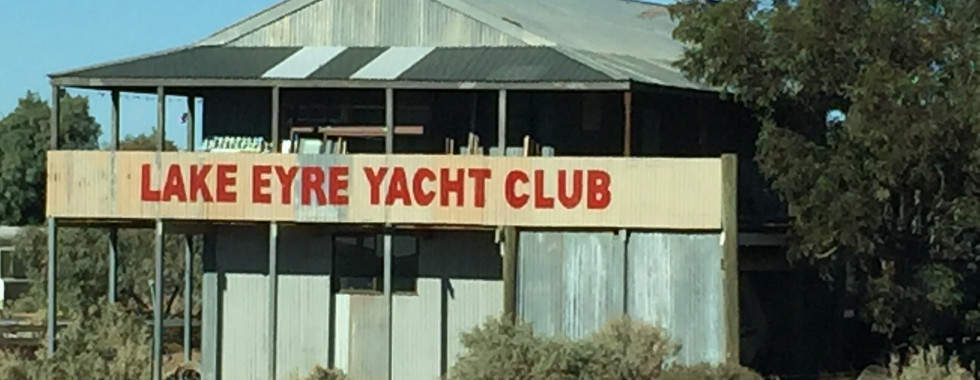 LAKE EYRE YACHT CLUB